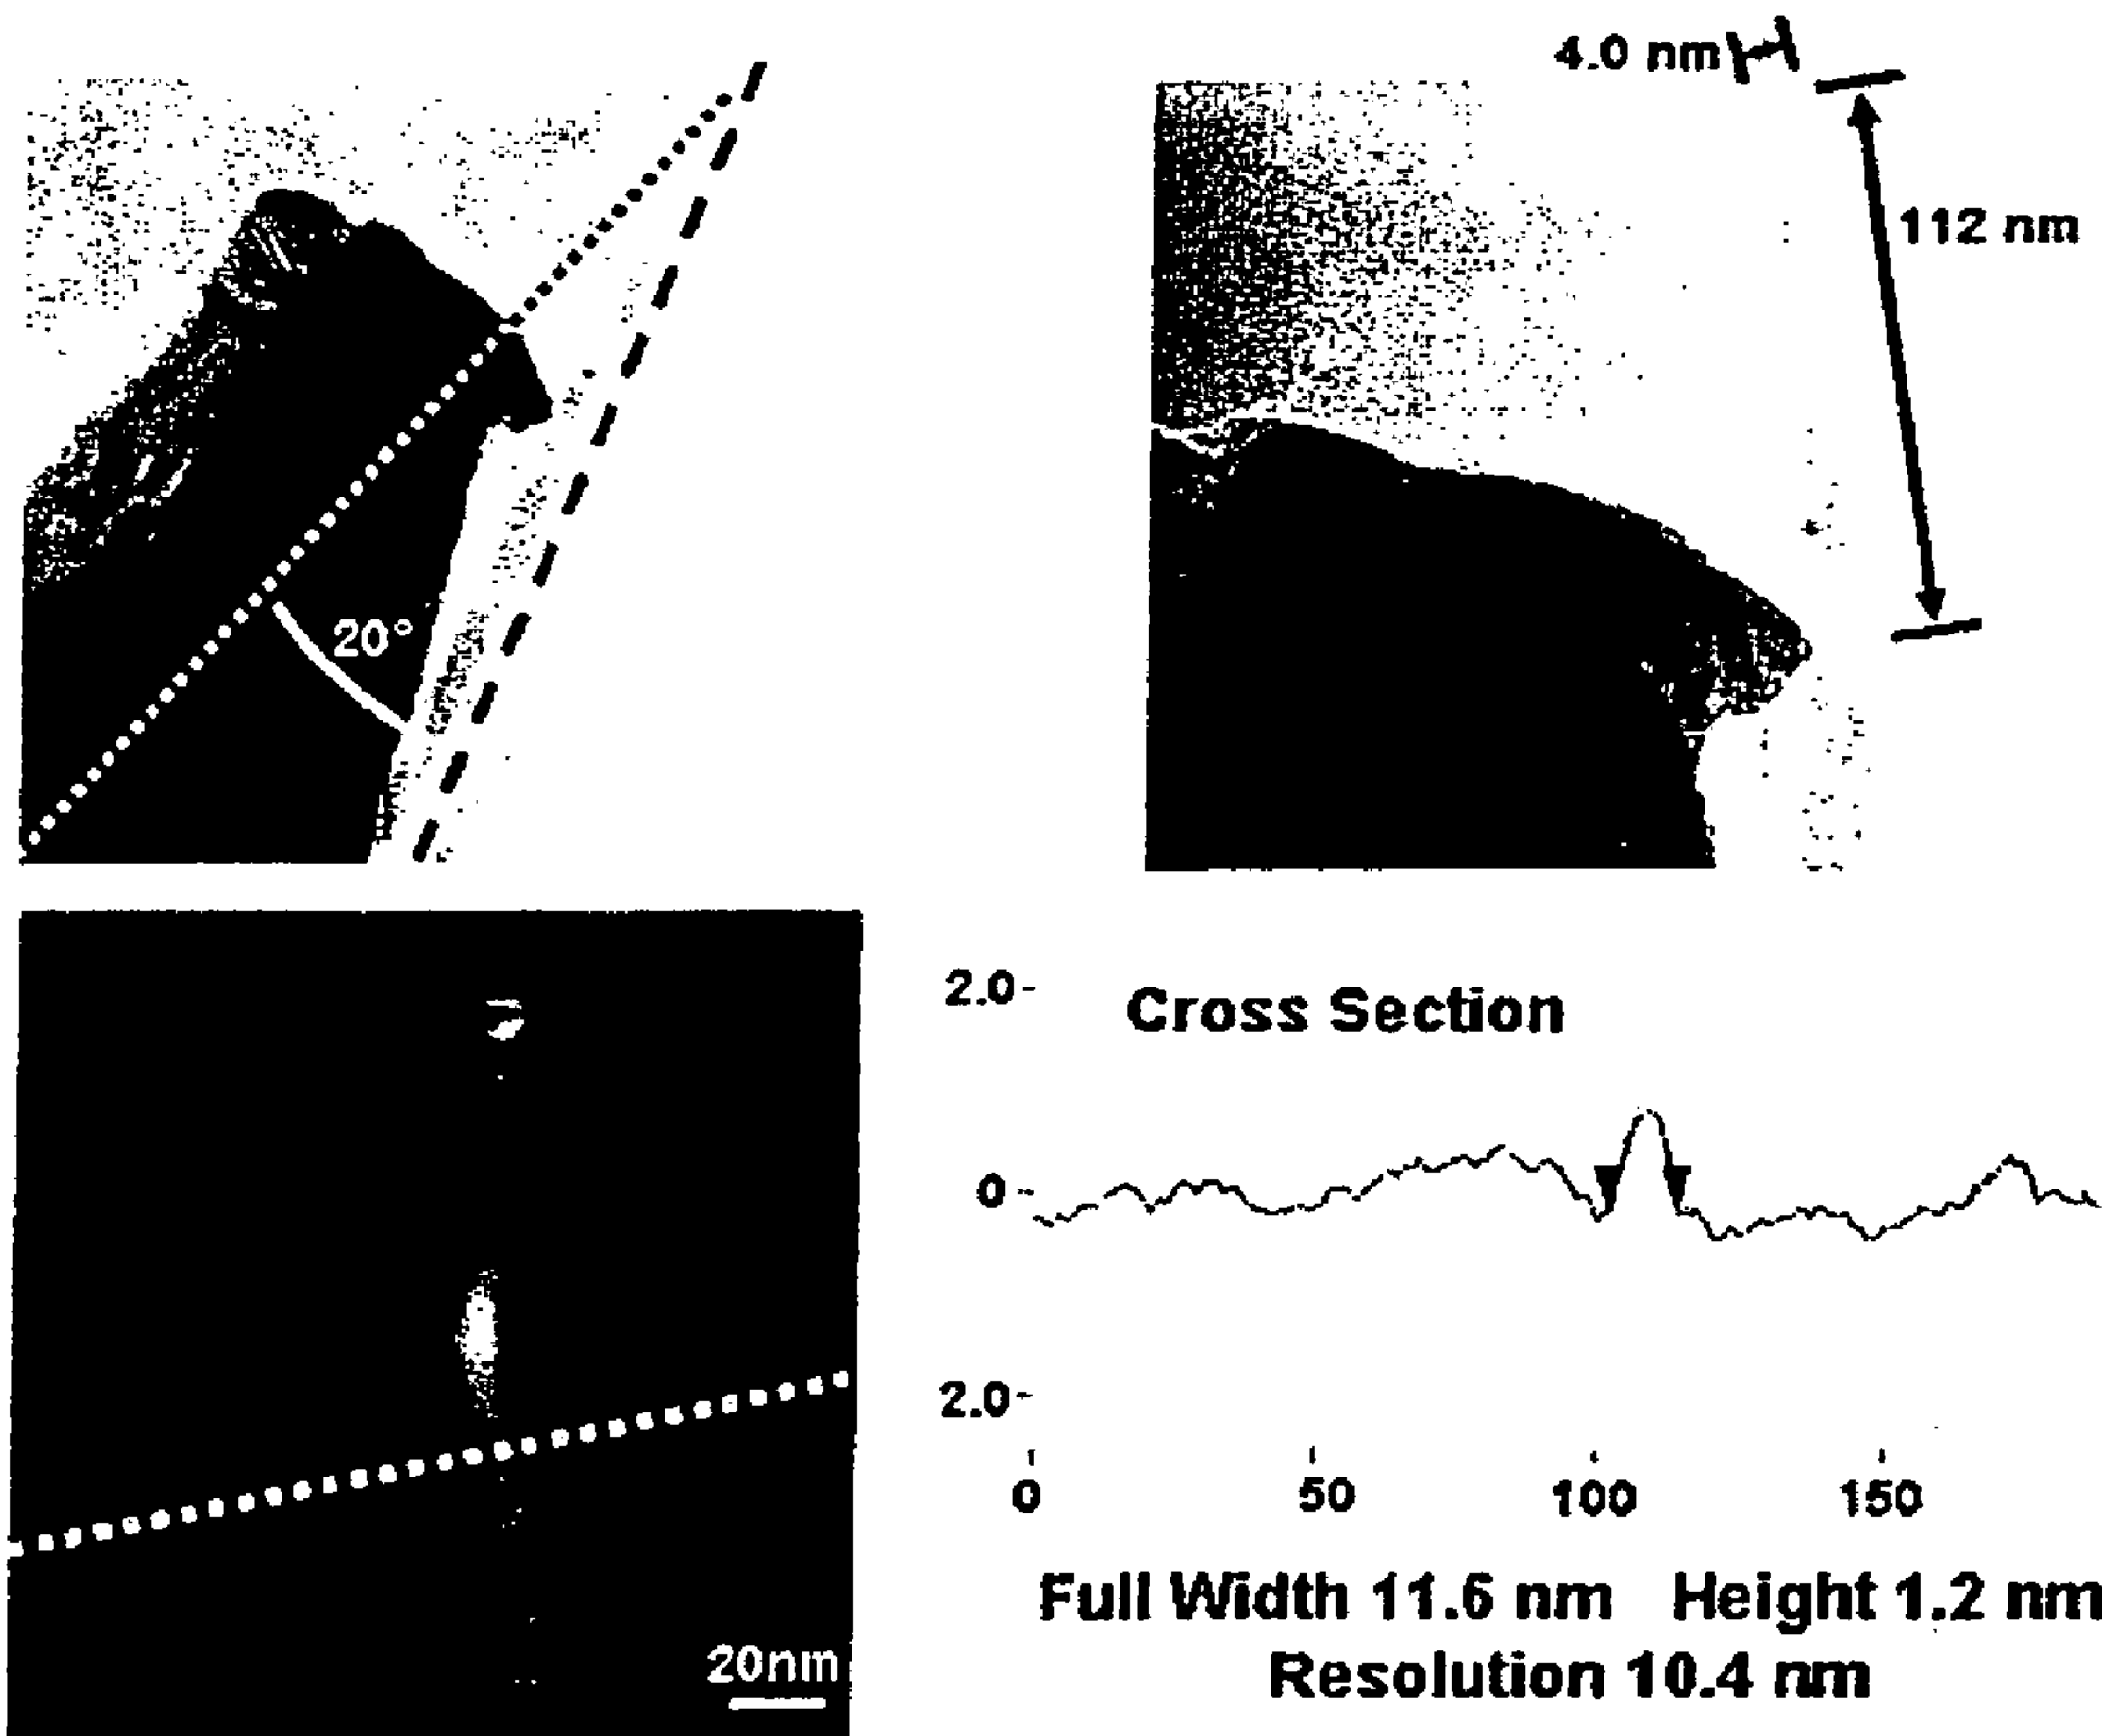 4.0 nm
112 nm
20°
20nm
2.0-
Cross Section
0-
2.0-
0 50 100 150
Full Width 11.6 nm Height 1.2 nm
Resolution 10.4 nm